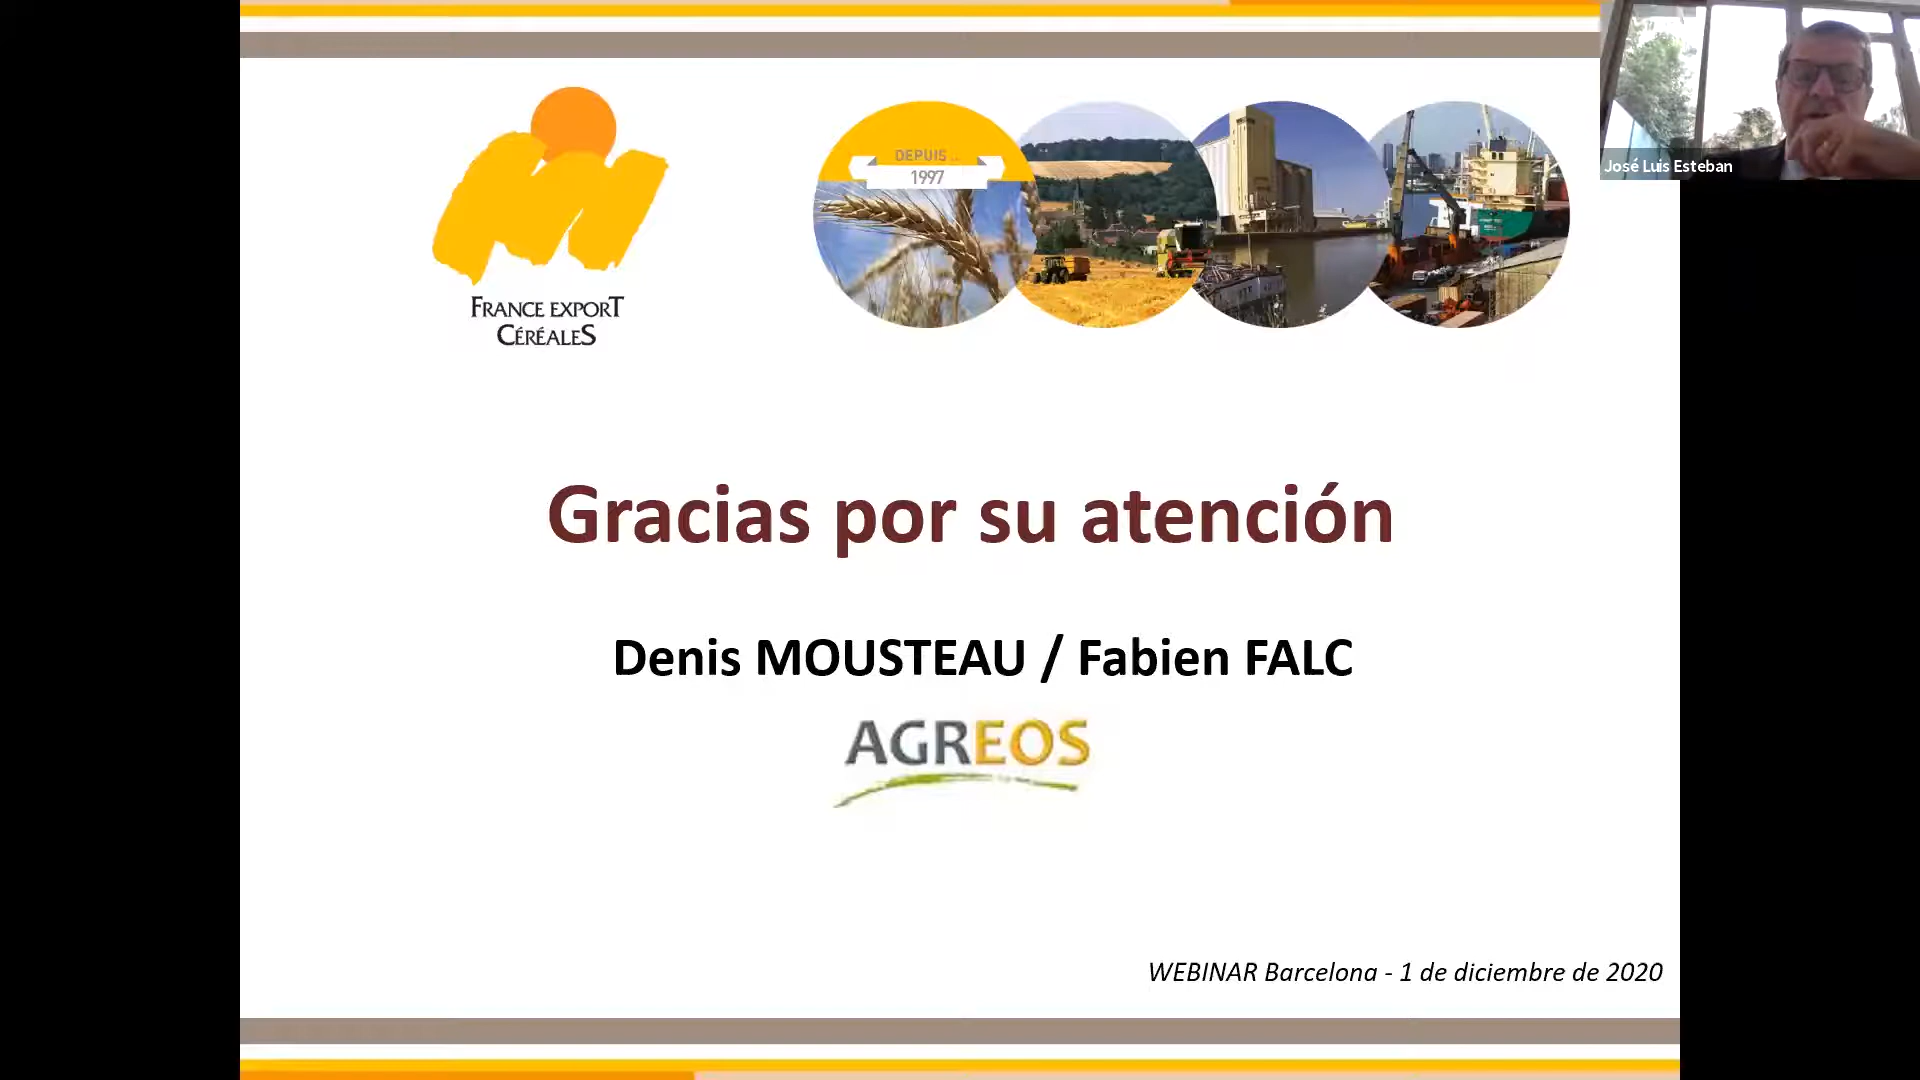 José Luis Esteban
DEPUIS ...
1997
FRANCE EXPORT
CÉRÉALES
Gracias por su atención
Denis MOUSTEAU / Fabien FALC
AGREOS
WEBINAR Barcelona - 1 de diciembre de 2020